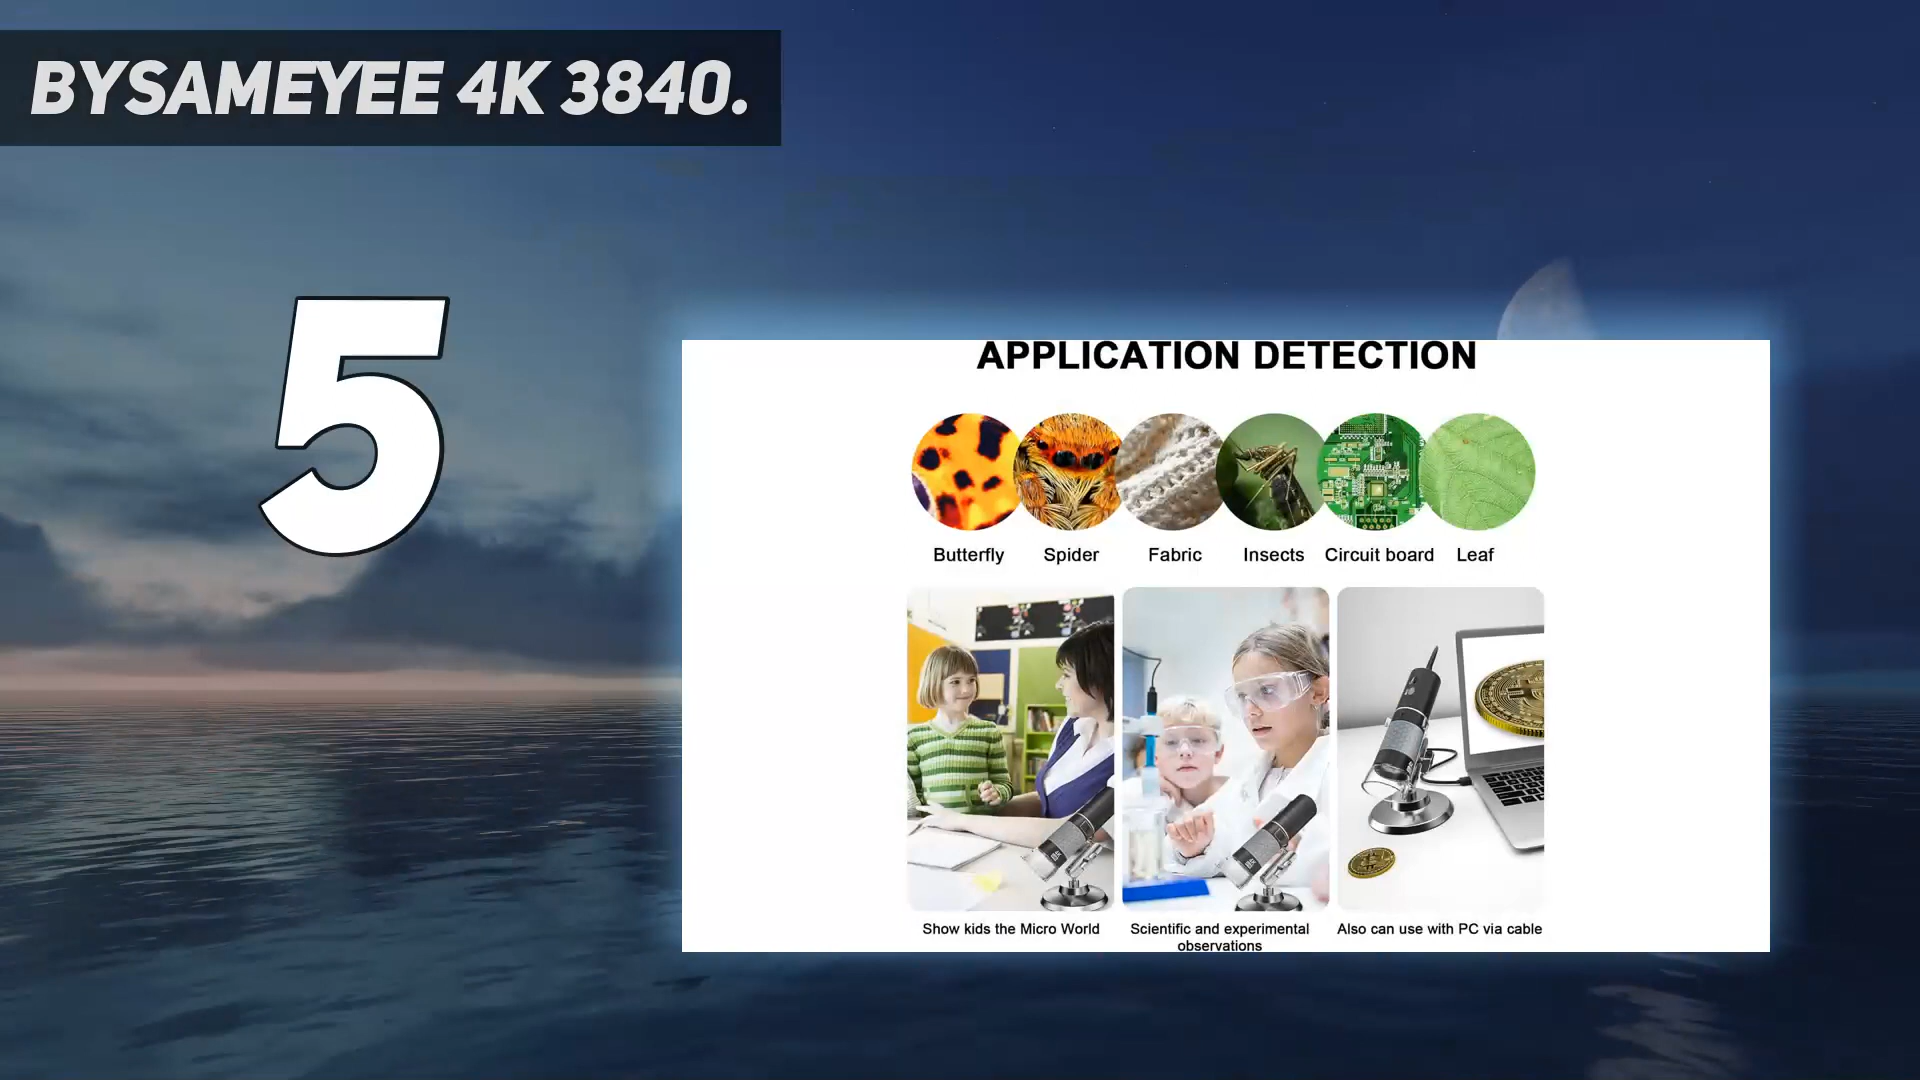 BYSAMEYEE 4K 3840.
5
APPLICATION DETECTION
Butterfly Spider Fabric Insects Circuit board Leaf
Show kids the Micro World
Scientific and experimental
observations
Also can use with PC via cable